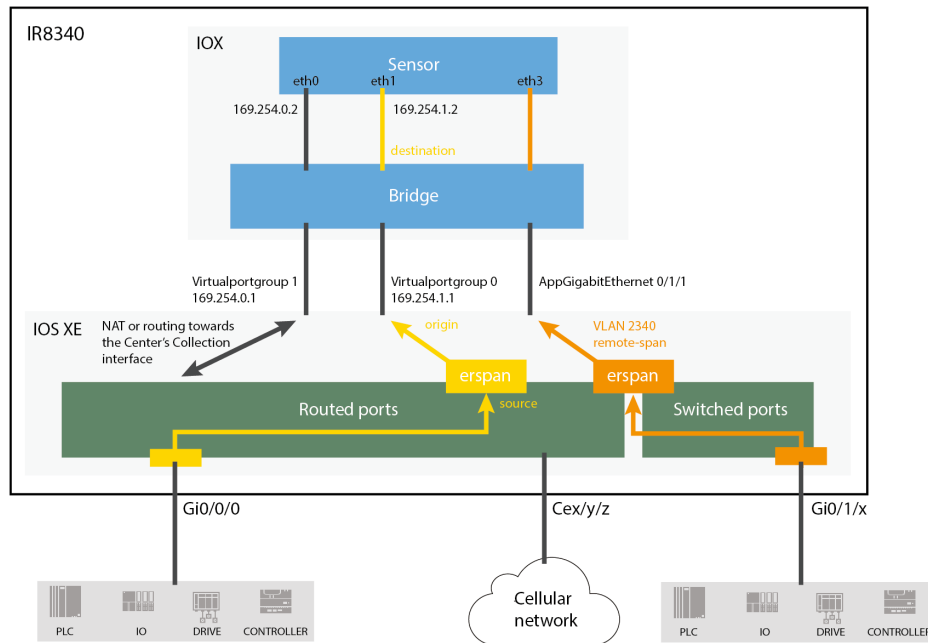 IR8340
IOX
Sensor
eth0
eth1
eth3
169.254.0.2
169.254.1.2
destination
Bridge
Virtualportgroup 1
169.254.0.1
Virtualportgroup 0
169.254.1.1
AppGigabitEthernet 0/1/1
IOS XE
NAT or routing towards
the Center's Collection
interface
origin
VLAN 2340
remote-span
erspan
erspan
Routed ports
source
Switched ports
Gi0/0/0
Cex/y/z
Gi0/1/x
PLC
IO
DRIVE
CONTROLLER
Cellular
network
PLC
IO
DRIVE
CONTROLLER